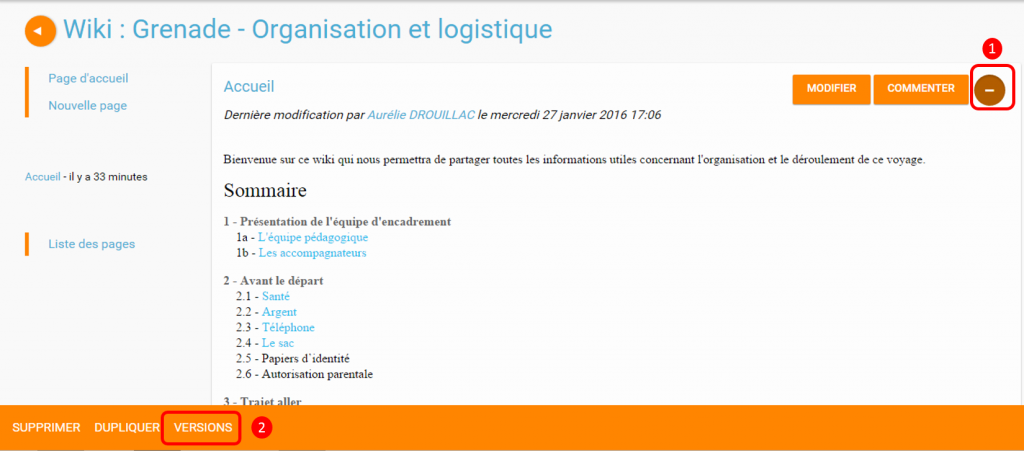 Wiki : Grenade - Organisation et logistique
1
Page d'accueil
Nouvelle page
Accueil - il y a 33 minutes
Liste des pages
Accueil
MODIFIER
COMMENTER
Dernière modification par Aurélie DROUILLAC le mercredi 27 janvier 2016 17:06
Bienvenue sur ce wiki qui nous permettra de partager toutes les informations utiles concernant l'organisation et le déroulement de ce voyage.
Sommaire
1 - Présentation de l'équipe d'encadrement
1a - L'équipe pédagogique
1b - Les accompagnateurs
2 - Avant le départ
2.1 - Santé
2.2 - Argent
2.3 - Téléphone
2.4 - Le sac
2.5 - Papiers d'identité
2.6 - Autorisation parentale
3 - Trajet aller
SUPPRIMER DUPLIQUER VERSIONS 2